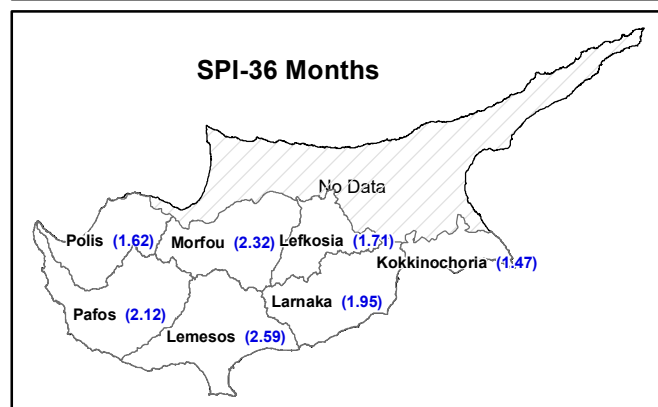 SPI-36 Months
No Data
Polis (1.62)
Morfou (2.32)
Lefkosia (1.71)
Kokkinochoria (1.47)
Pafos (2.12)
Larnaka (1.95)
Lemesos (2.59)